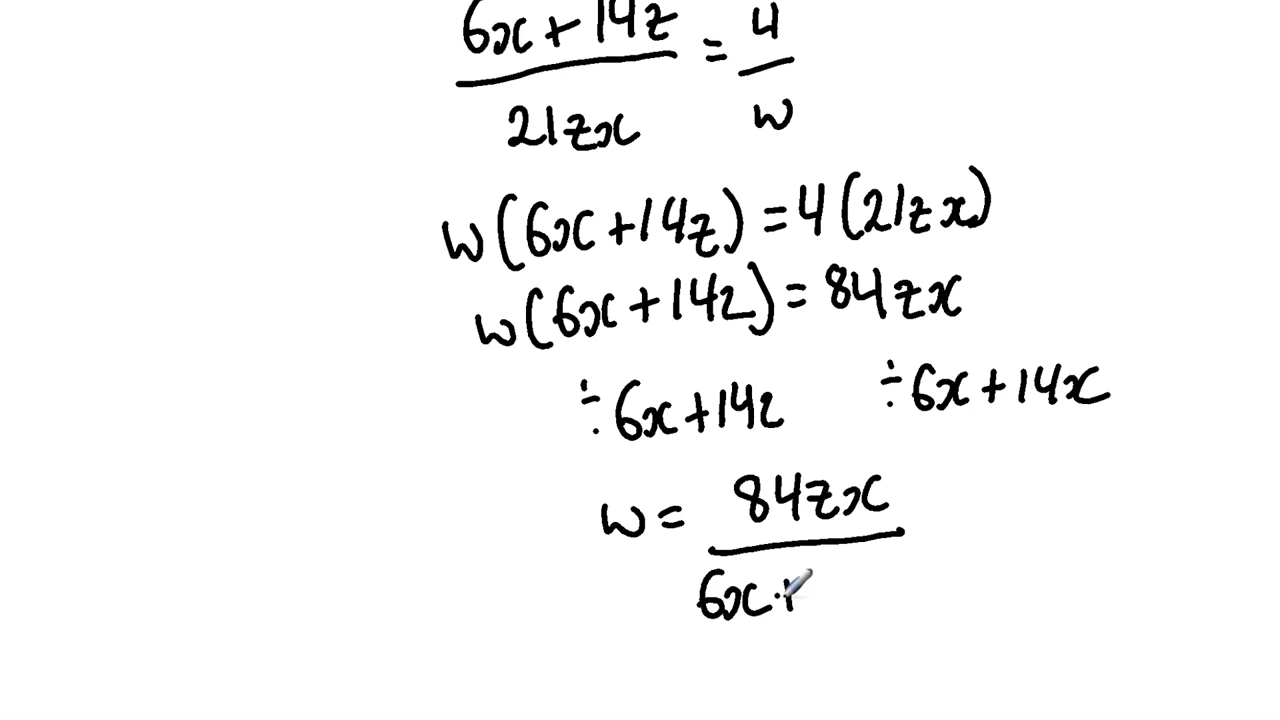 6x + 14z / 21zx = 4 / w
w(6x + 14z) = 4(21zx)
w(6x + 14z) = 84zx
÷ 6x + 14z ÷ 6x + 14x
w = 84zx / 6x +